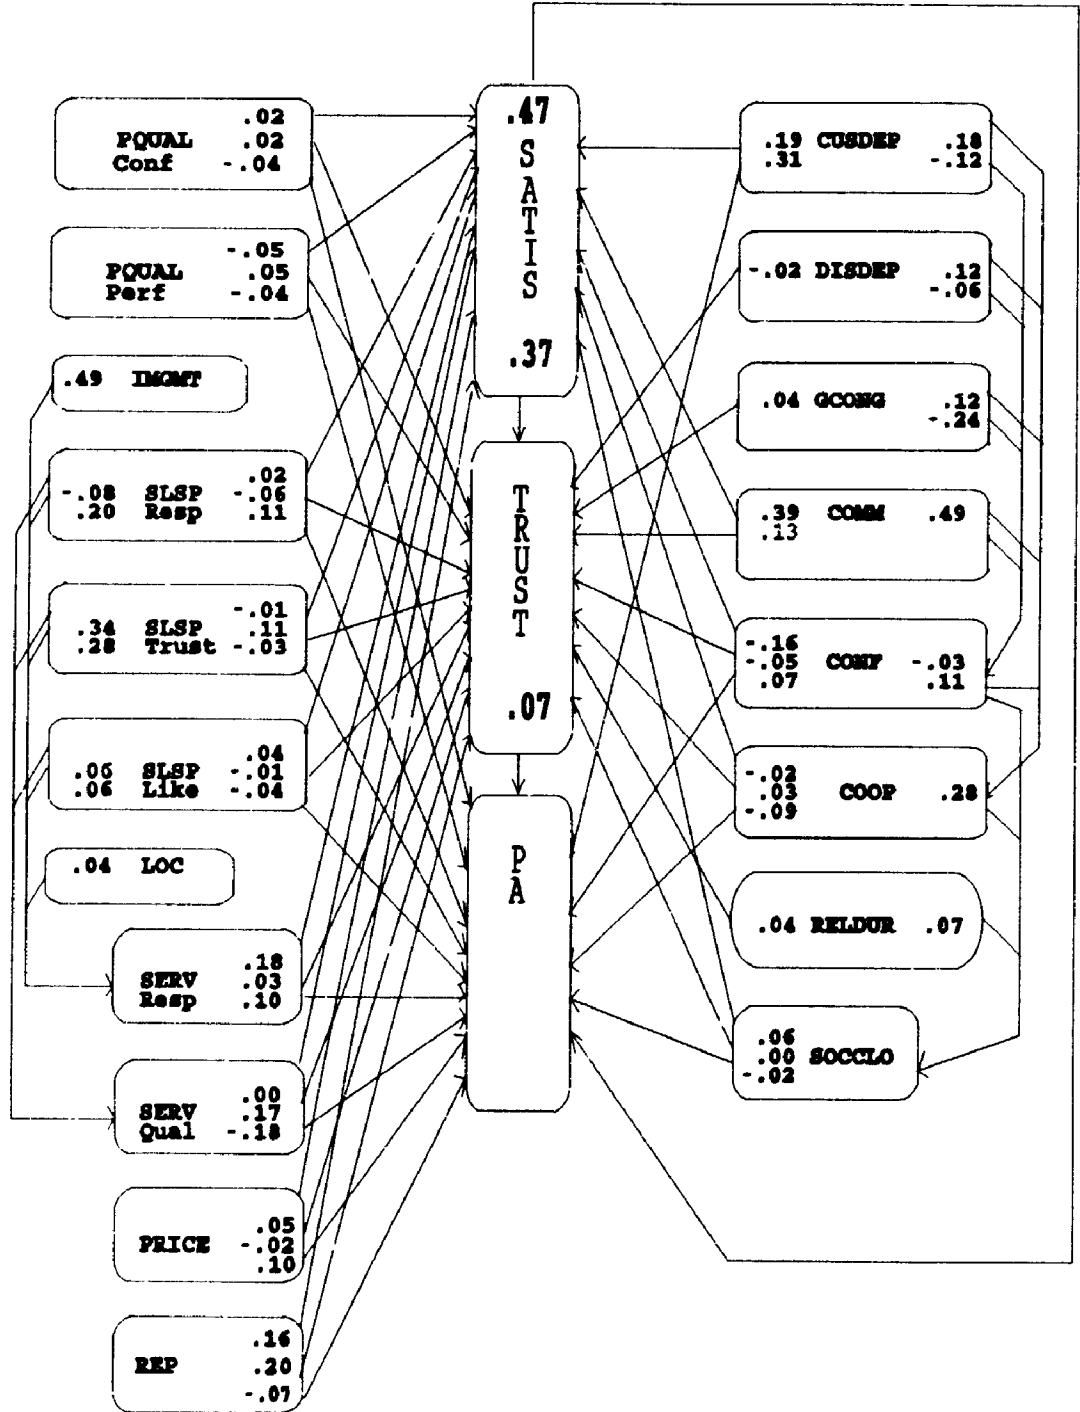 .02
PQUAL .02
Conf -.04
-.05
PQUAL .05
Perf -.04
.49 IMGMT
.02
-.08 SLSP -.06
.20 Resp .11
-.01
.34 SLSP .11
.28 Trust -.03
.04
.06 SLSP -.01
.06 Like -.04
.04 LOC
.18
SERV .03
Resp .10
.00
SERV .17
Qual -.18
.05
PRICE -.02
.10
.16
REP .20
-.07
.47
SATIS
.37
TRUST
.07
PA
.19 CUSDEP .18
.31 -.12
-.02 DISDEP .12
-.06
.04 GCONG .12
-.24
.39 COMM .49
.13
-.16
-.05 CONF -.03
.07 .11
-.02
.03 COOP .28
-.09
.04 RELDUR .07
.06
.00 SOCCLO
-.02